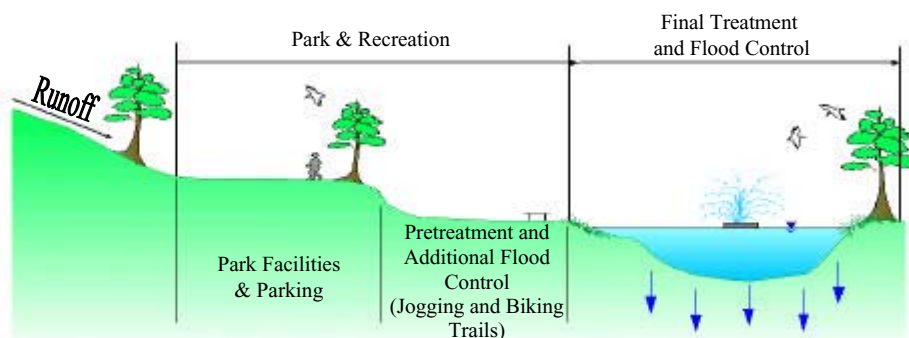 Park & Recreation
Final Treatment
and Flood Control
Runoff
Park Facilities
& Parking
Pretreatment and
Additional Flood
Control
(Jogging and Biking
Trails)